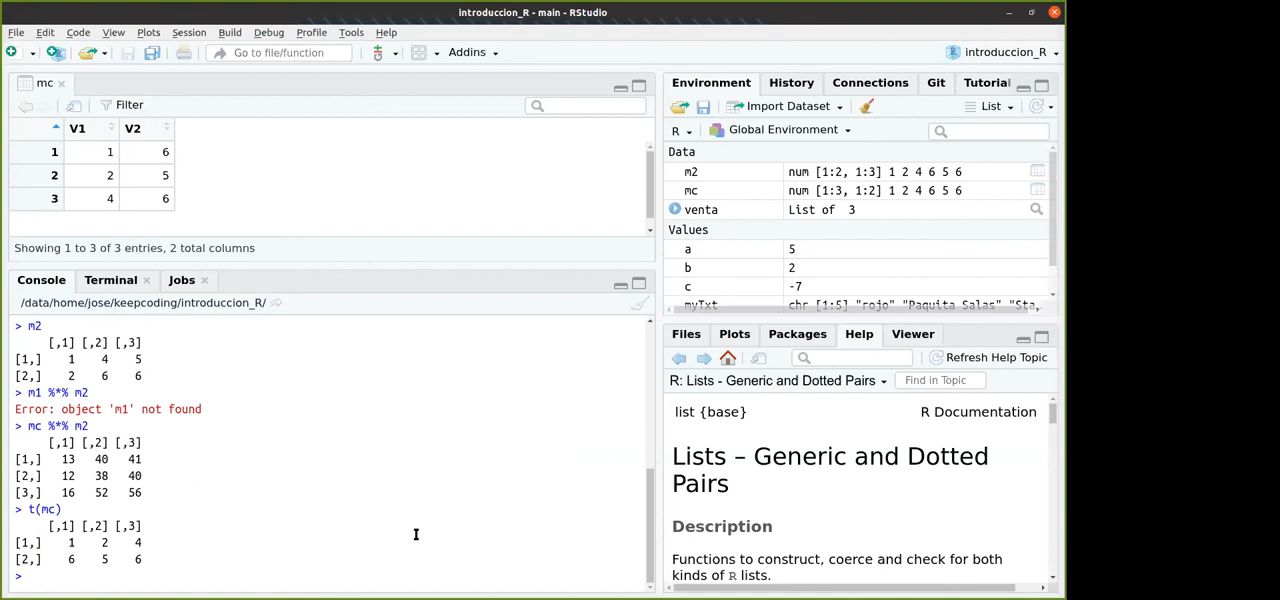 introduccion_R - main - RStudio
File Edit Code View Plots Session Build Debug Profile Tools Help
Go to file/function Addins introduccion_R
mc
Filter
V1 V2
1 1 6
2 2 5
3 4 6
Showing 1 to 3 of 3 entries, 2 total columns
Console Terminal Jobs
/data/home/jose/keepcoding/introduccion_R/
> m2
[,1] [,2] [,3]
[1,] 1 4 5
[2,] 2 6 6
> m1 %*% m2
Error: object 'm1' not found
> mc %*% m2
[,1] [,2] [,3]
[1,] 13 40 41
[2,] 12 38 40
[3,] 16 52 56
> t(mc)
[,1] [,2] [,3]
[1,] 1 2 4
[2,] 6 5 6
>
Environment History Connections Git Tutorial
Import Dataset List
R Global Environment
Data
m2 num [1:2, 1:3] 1 2 4 6 5 6
mc num [1:3, 1:2] 1 2 4 6 5 6
venta List of 3
Values
a 5
b 2
c -7
myTxt chr [1:5] "rojo" "Paquita Salas" "Sta…
Files Plots Packages Help Viewer
Refresh Help Topic
R: Lists - Generic and Dotted Pairs Find in Topic
list {base} R Documentation
Lists – Generic and Dotted
Pairs
Description
Functions to construct, coerce and check for both
kinds of R lists.